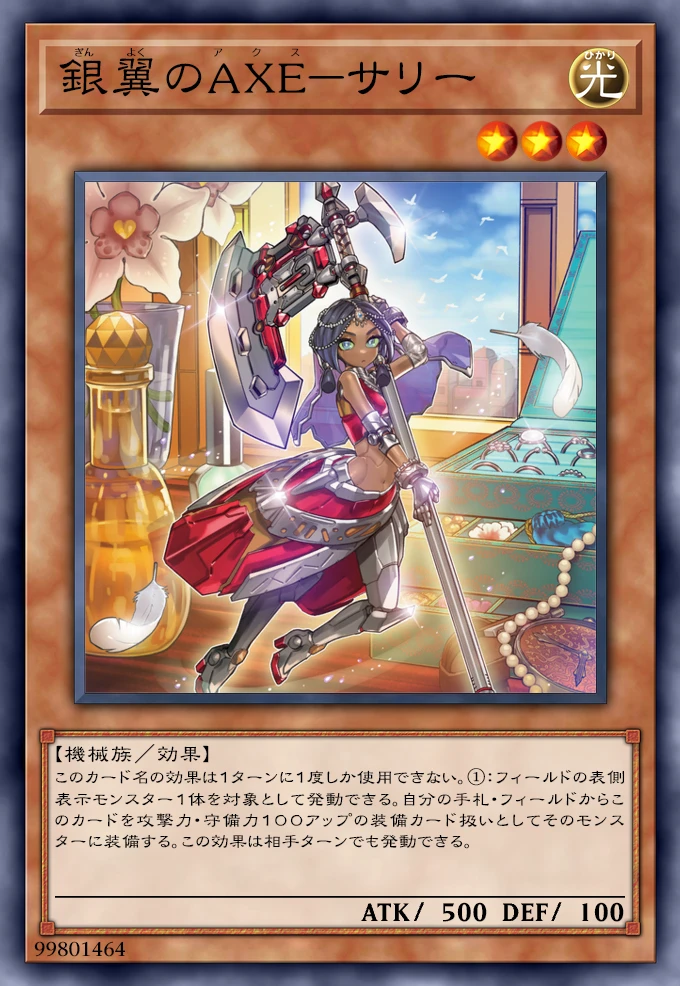 ぎん よく アクス
銀翼のAXEーサリー
ひかり
光
【機械族／効果】
このカード名の効果は1ターンに1度しか使用できない。①：フィールドの表側
表示モンスター1体を対象として発動できる。自分の手札・フィールドからこ
のカードを攻撃力・守備力100アップの装備カード扱いとしてそのモンス
ターに装備する。この効果は相手ターンでも発動できる。
ATK/ 500 DEF/ 100
99801464